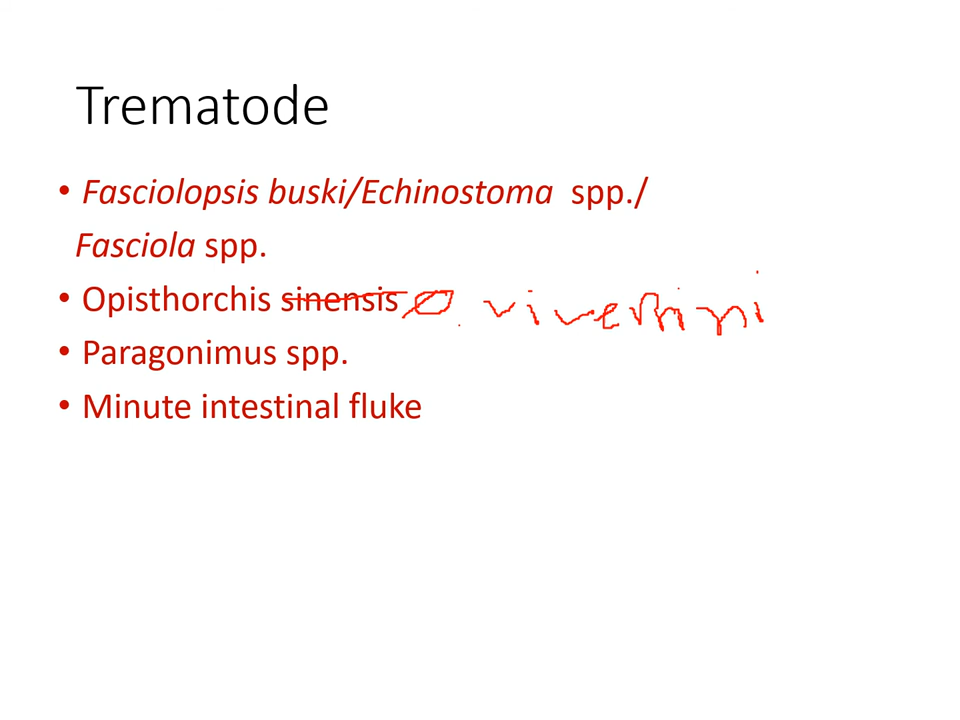 Trematode
• Fasciolopsis buski/Echinostoma spp./
Fasciola spp.
• Opisthorchis sinensis O. viverrini
• Paragonimus spp.
• Minute intestinal fluke